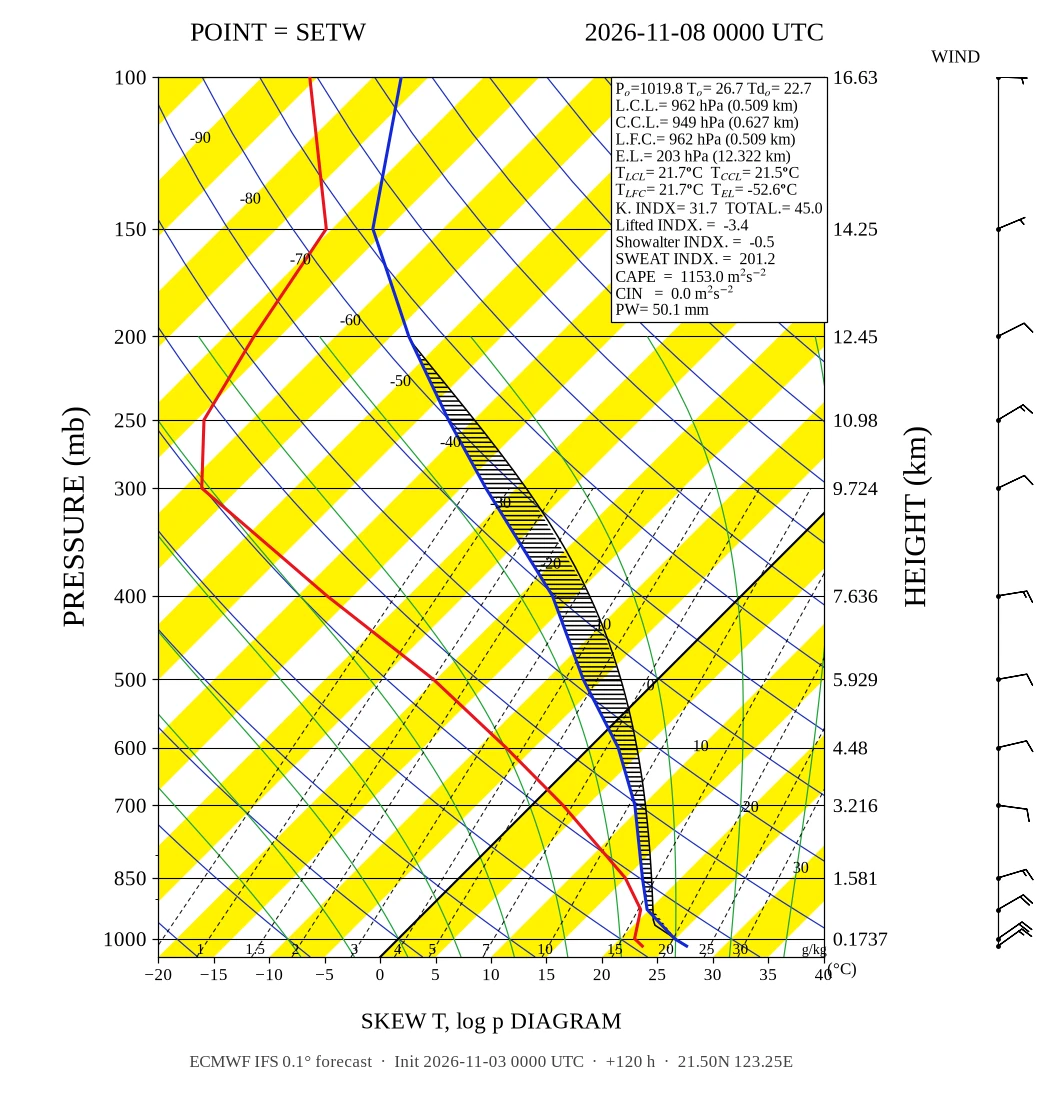 POINT = SETW 2026-11-08 0000 UTC
WIND
100 16.63
Po=1019.8 To= 26.7 Tdo= 22.7
L.C.L.= 962 hPa (0.509 km)
C.C.L.= 949 hPa (0.627 km)
L.F.C.= 962 hPa (0.509 km)
E.L.= 203 hPa (12.322 km)
TLCL= 21.7°C TCCL= 21.5°C
TLFC= 21.7°C TEL= -52.6°C
K. INDX= 31.7 TOTAL.= 45.0
Lifted INDX. = -3.4
Showalter INDX. = -0.5
SWEAT INDX. = 201.2
CAPE = 1153.0 m²s⁻²
CIN = 0.0 m²s⁻²
PW= 50.1 mm
-90
-80
150 14.25
-70
-60
200 12.45
-50
250 10.98
-40
300 9.724
-30
-20
400 7.636
-10
500 5.929
0
600 4.48
10
700 3.216
20
850 1.581
30
1000 0.1737
1 1.5 2 3 4 5 7 10 15 20 25 30 g/kg
−20 −15 −10 −5 0 5 10 15 20 25 30 35 40 (°C)
PRESSURE (mb)
HEIGHT (km)
SKEW T, log p DIAGRAM
ECMWF IFS 0.1° forecast · Init 2026-11-03 0000 UTC · +120 h · 21.50N 123.25E